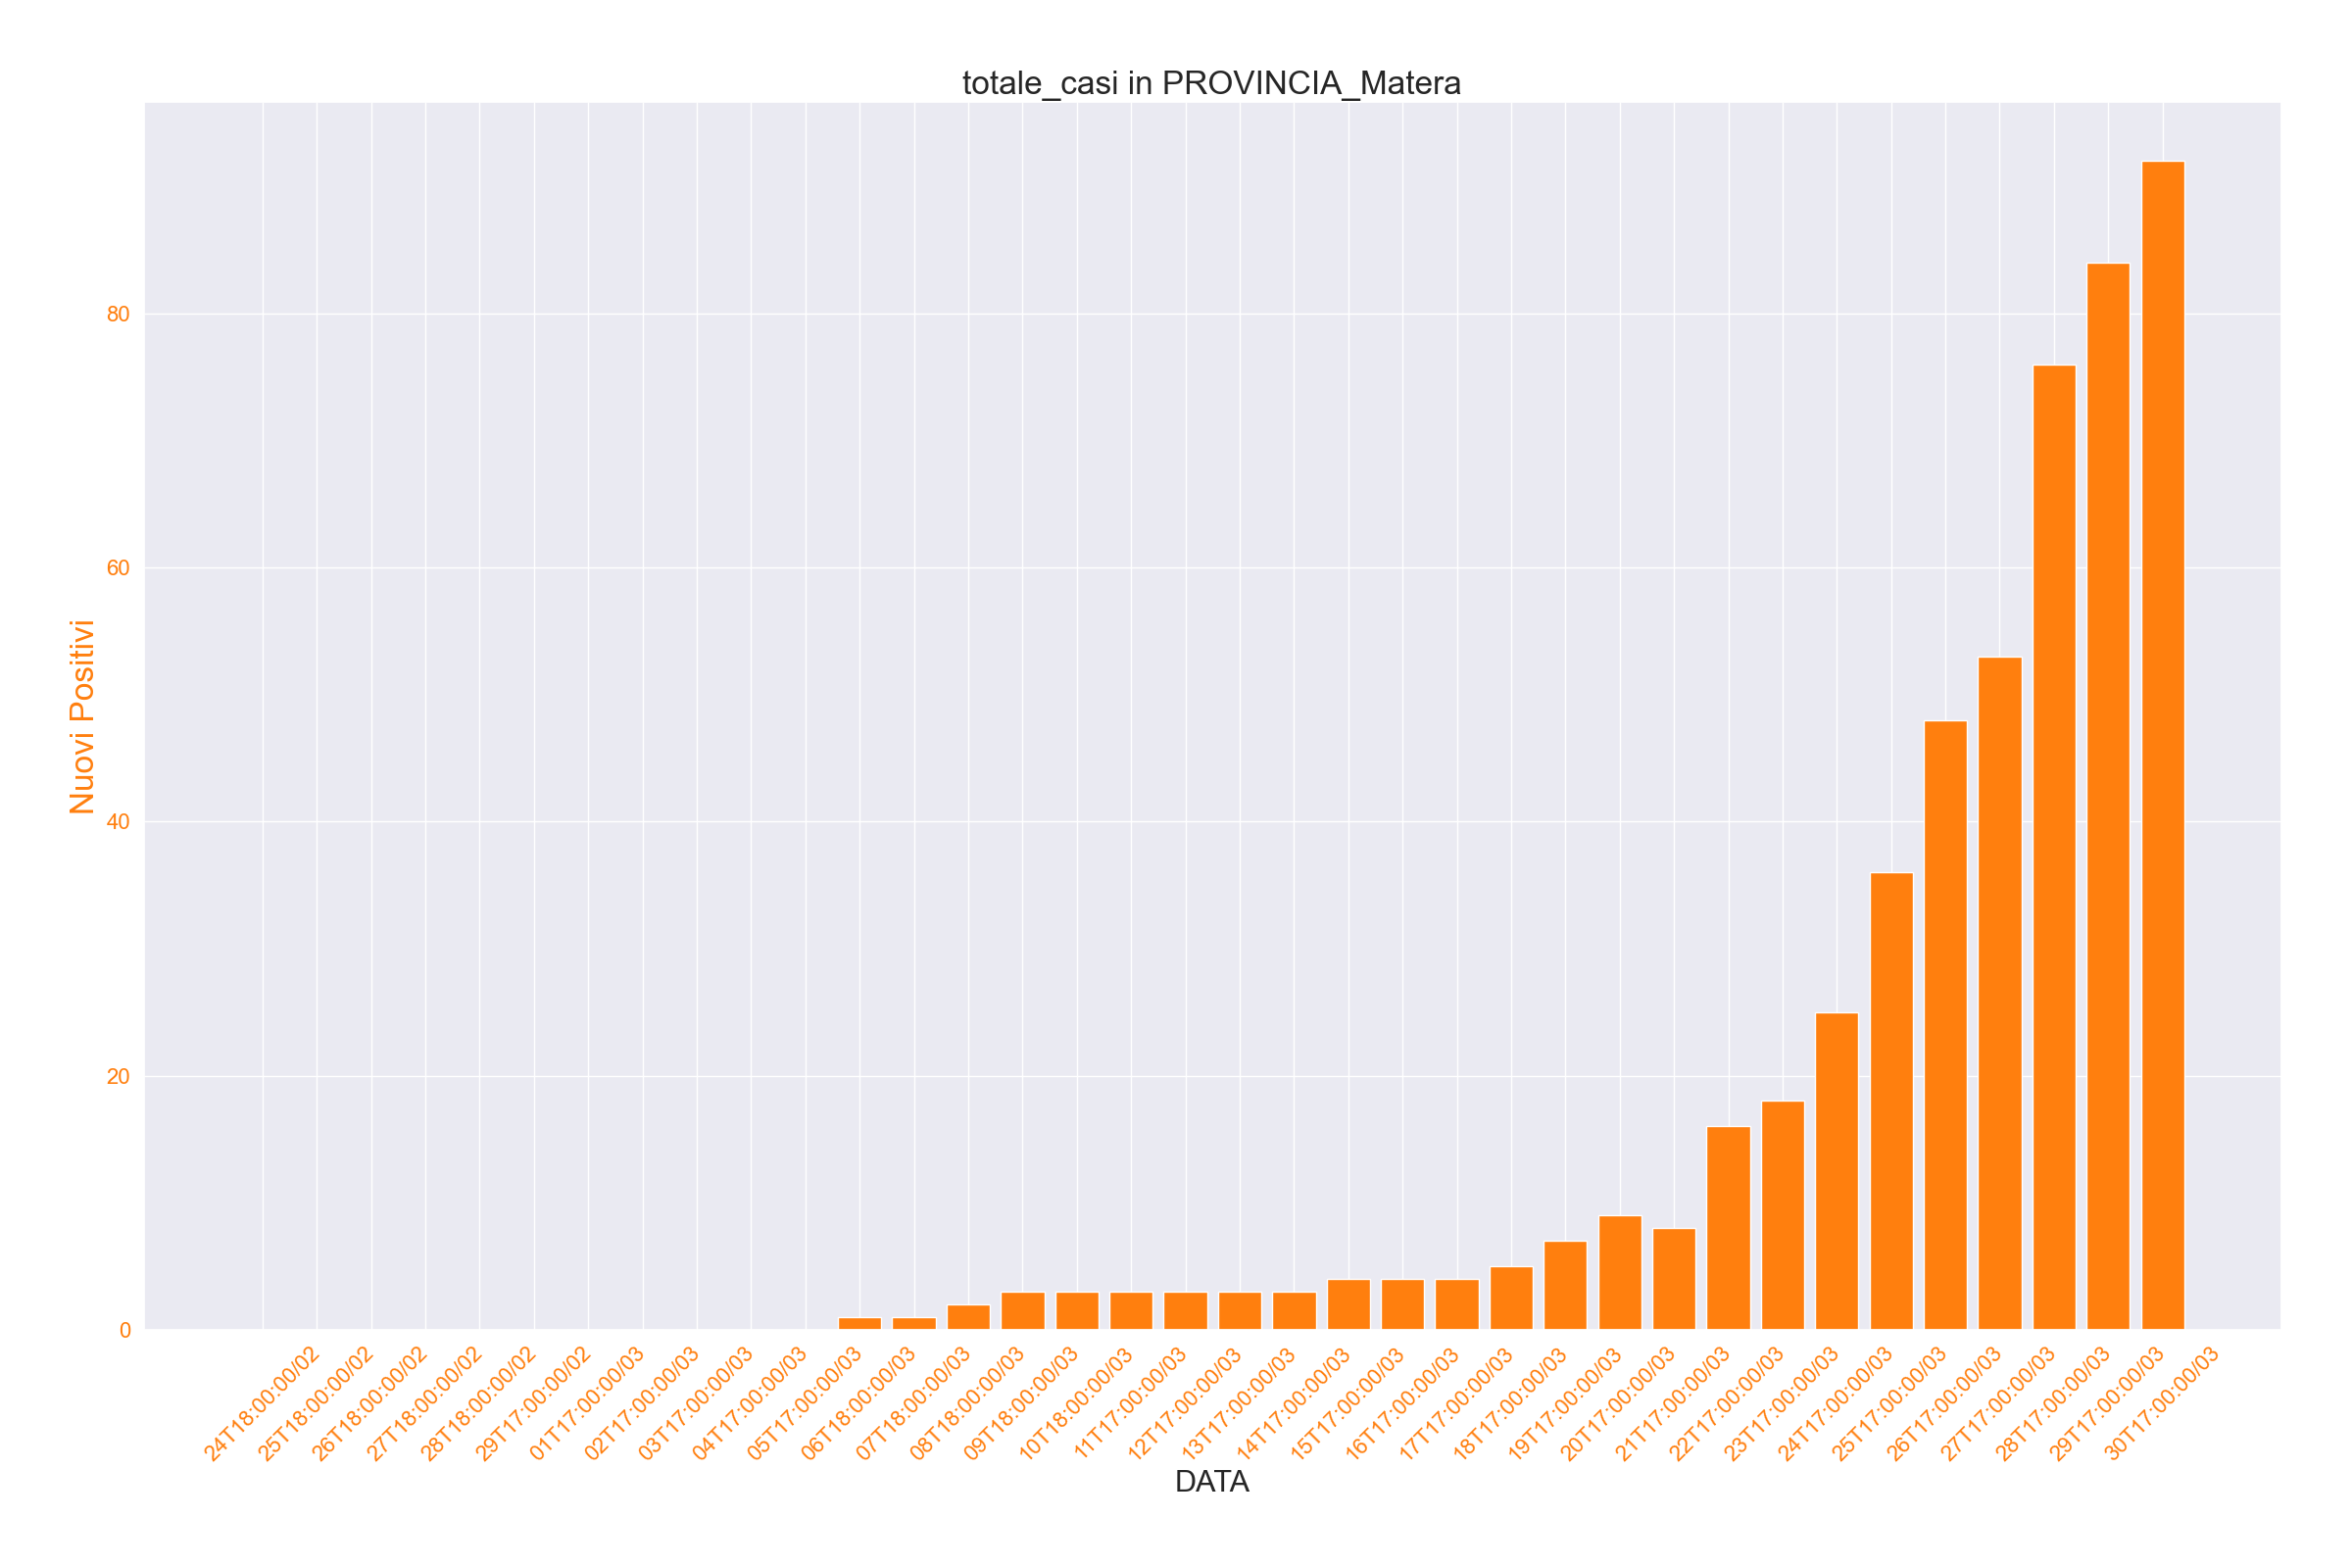 totale_casi in PROVINCIA_Matera
Nuovi Positivi
80
60
40
20
0
24T18:00:00/02
25T18:00:00/02
26T18:00:00/02
27T18:00:00/02
28T18:00:00/02
29T17:00:00/02
01T17:00:00/03
02T17:00:00/03
03T17:00:00/03
04T17:00:00/03
05T17:00:00/03
06T18:00:00/03
07T18:00:00/03
08T18:00:00/03
09T18:00:00/03
10T18:00:00/03
11T17:00:00/03
12T17:00:00/03
13T17:00:00/03
14T17:00:00/03
15T17:00:00/03
16T17:00:00/03
17T17:00:00/03
18T17:00:00/03
19T17:00:00/03
20T17:00:00/03
21T17:00:00/03
22T17:00:00/03
23T17:00:00/03
24T17:00:00/03
25T17:00:00/03
26T17:00:00/03
27T17:00:00/03
28T17:00:00/03
29T17:00:00/03
30T17:00:00/03
DATA